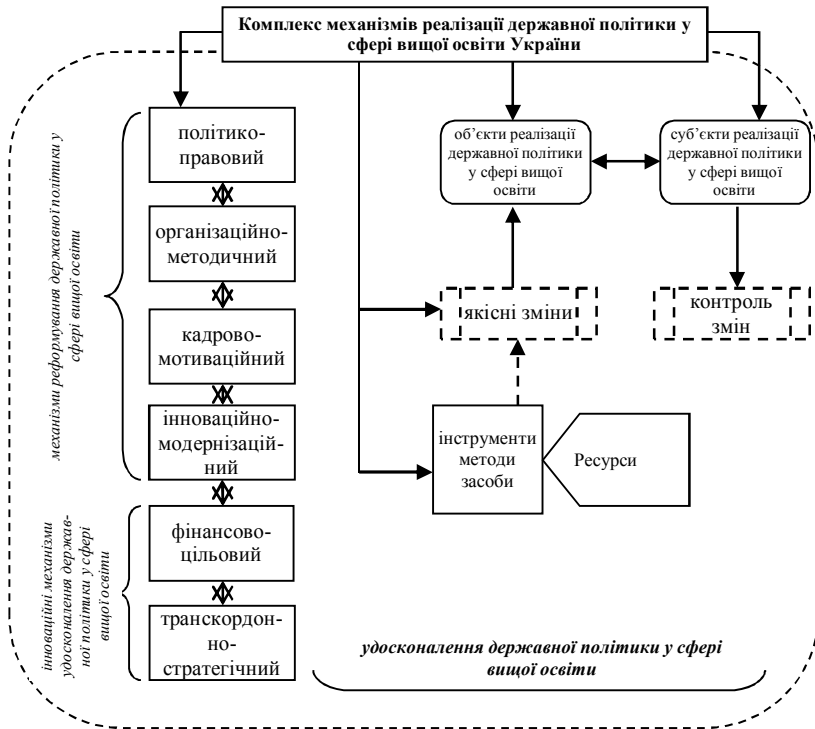 Комплекс механізмів реалізації державної політики у
сфері вищої освіти України
механізми реформування державної політики у
сфері вищої освіти
політико-
правовий
організаційно-
методичний
кадрово-
мотиваційний
інноваційно-
модернізацій-
ний
інноваційні механізми
удосконалення держав-
ної політики у сфері
вищої освіти
фінансово-
цільовий
транскордон-
но-
стратегічний
об’єкти реалізації
державної політики
у сфері вищої
освіти
суб’єкти реалізації
державної політики
у сфері вищої
освіти
якісні зміни
контроль
змін
інструменти
методи
засоби
Ресурси
удосконалення державної політики у сфері
вищої освіти